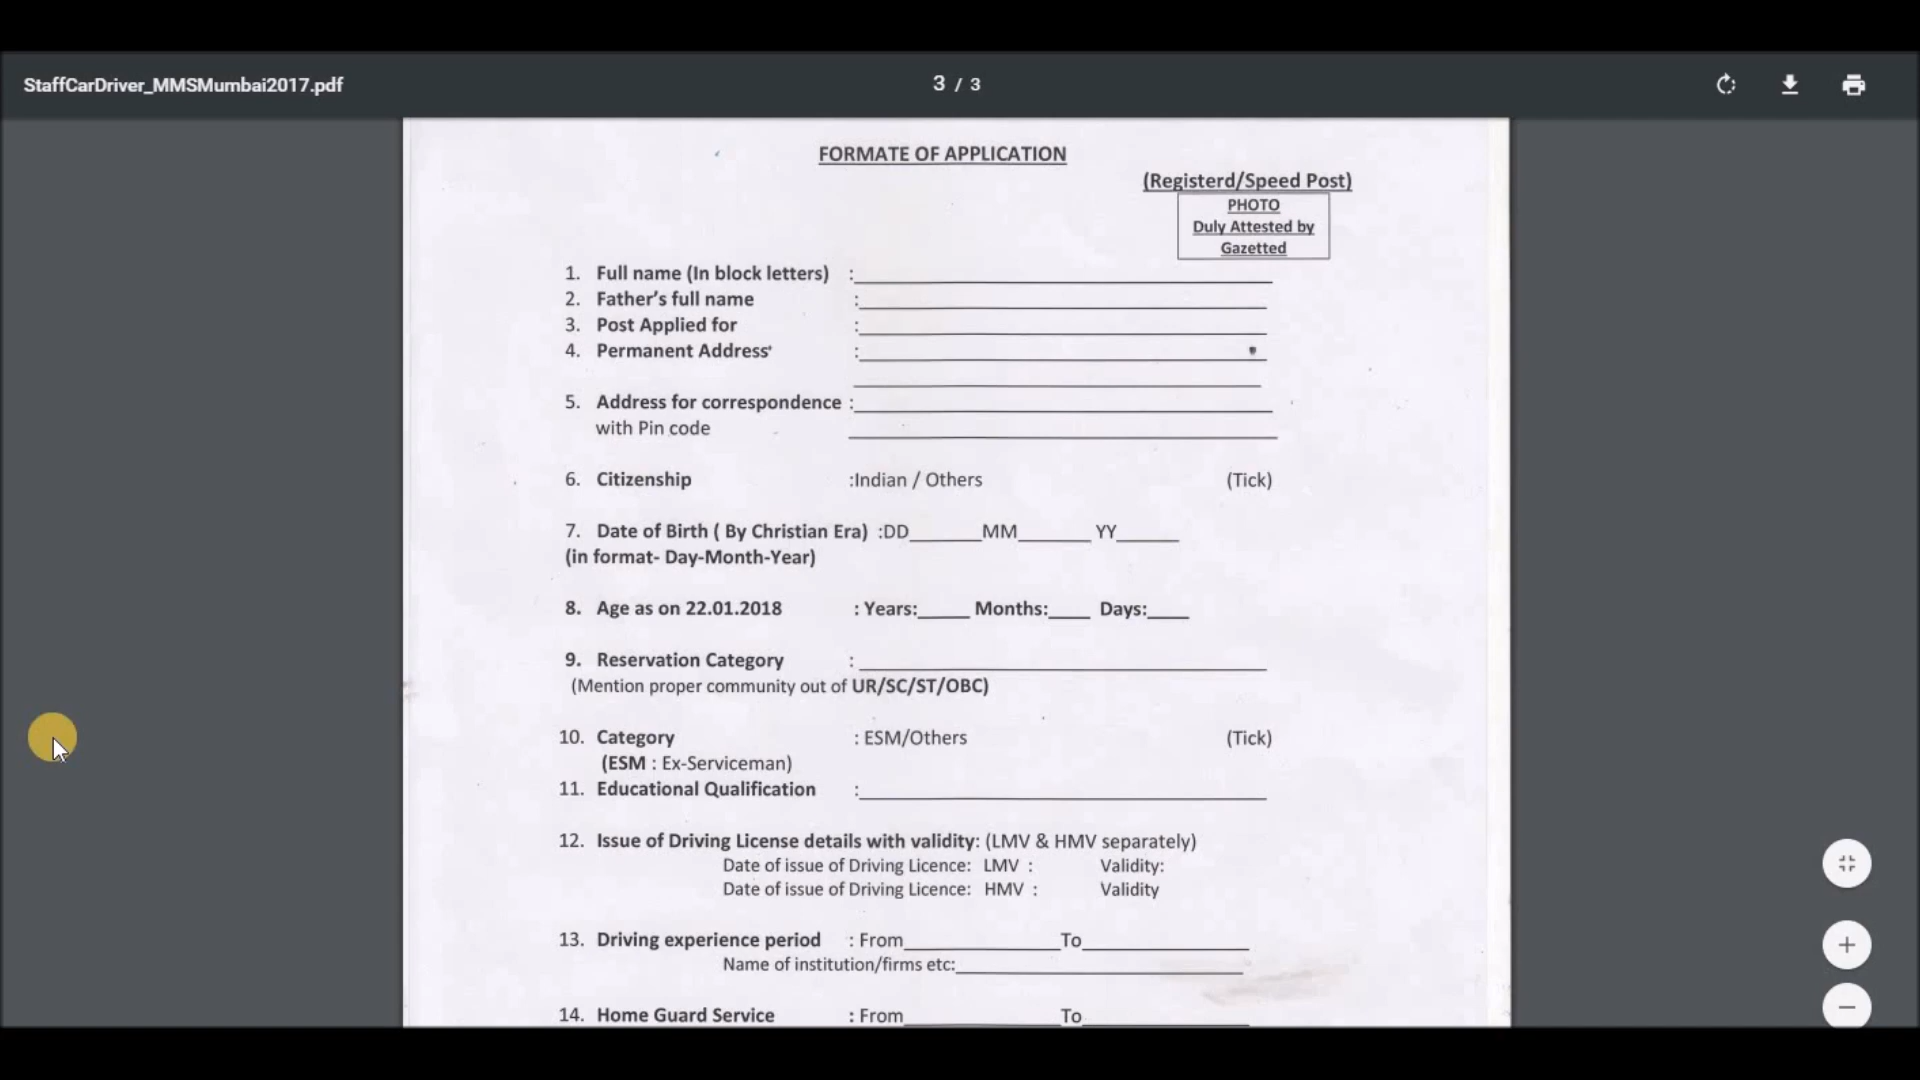 StaffCarDriver_MMSMumbai2017.pdf
3 / 3
FORMATE OF APPLICATION
(Registerd/Speed Post)
PHOTO
Duly Attested by
Gazetted
1. Full name (In block letters) :
2. Father's full name :
3. Post Applied for :
4. Permanent Address :
5. Address for correspondence :
with Pin code
6. Citizenship :Indian / Others (Tick)
7. Date of Birth ( By Christian Era) :DD______MM______ YY_____
(in format- Day-Month-Year)
8. Age as on 22.01.2018 : Years:____ Months:___ Days:___
9. Reservation Category :
(Mention proper community out of UR/SC/ST/OBC)
10. Category : ESM/Others (Tick)
(ESM : Ex-Serviceman)
11. Educational Qualification :
12. Issue of Driving License details with validity: (LMV & HMV separately)
Date of issue of Driving Licence: LMV : Validity:
Date of issue of Driving Licence: HMV : Validity
13. Driving experience period : From____________To____________
Name of institution/firms etc:
14. Home Guard Service : From____________To____________